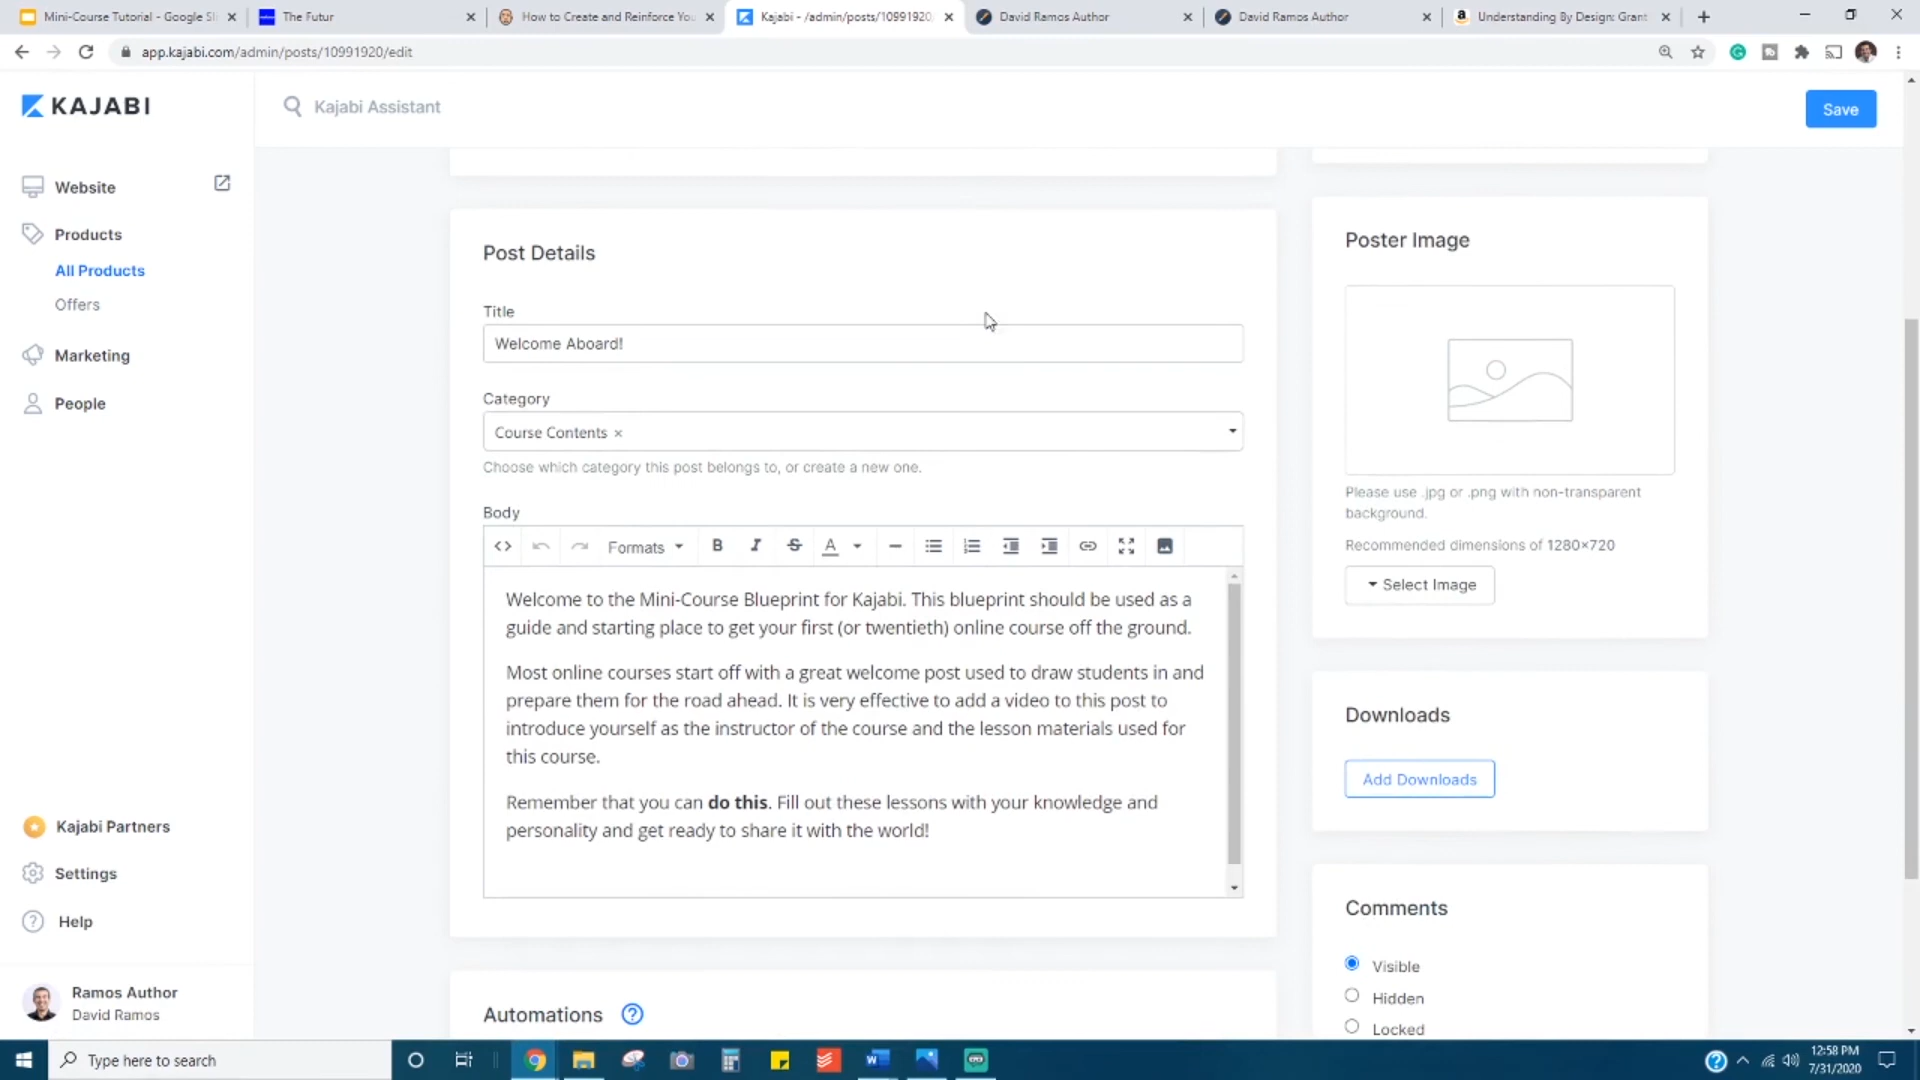 Mini-Course Tutorial - Google Sl
The Futur
How to Create and Reinforce You
Kajabi - /admin/posts/10991920
David Ramos Author
David Ramos Author
Understanding By Design: Grant
app.kajabi.com/admin/posts/10991920/edit
KAJABI
Kajabi Assistant
Save
Website
Products
All Products
Offers
Marketing
People
Kajabi Partners
Settings
Help
Ramos Author
David Ramos
Post Details
Title
Welcome Aboard!
Category
Course Contents ×
Choose which category this post belongs to, or create a new one.
Body
Formats
B I S A
Welcome to the Mini-Course Blueprint for Kajabi. This blueprint should be used as a
guide and starting place to get your first (or twentieth) online course off the ground.
Most online courses start off with a great welcome post used to draw students in and
prepare them for the road ahead. It is very effective to add a video to this post to
introduce yourself as the instructor of the course and the lesson materials used for
this course.
Remember that you can do this. Fill out these lessons with your knowledge and
personality and get ready to share it with the world!
Automations
Poster Image
Please use .jpg or .png with non-transparent
background.
Recommended dimensions of 1280×720
Select Image
Downloads
Add Downloads
Comments
Visible
Hidden
Locked
Type here to search
12:58 PM
7/31/2020